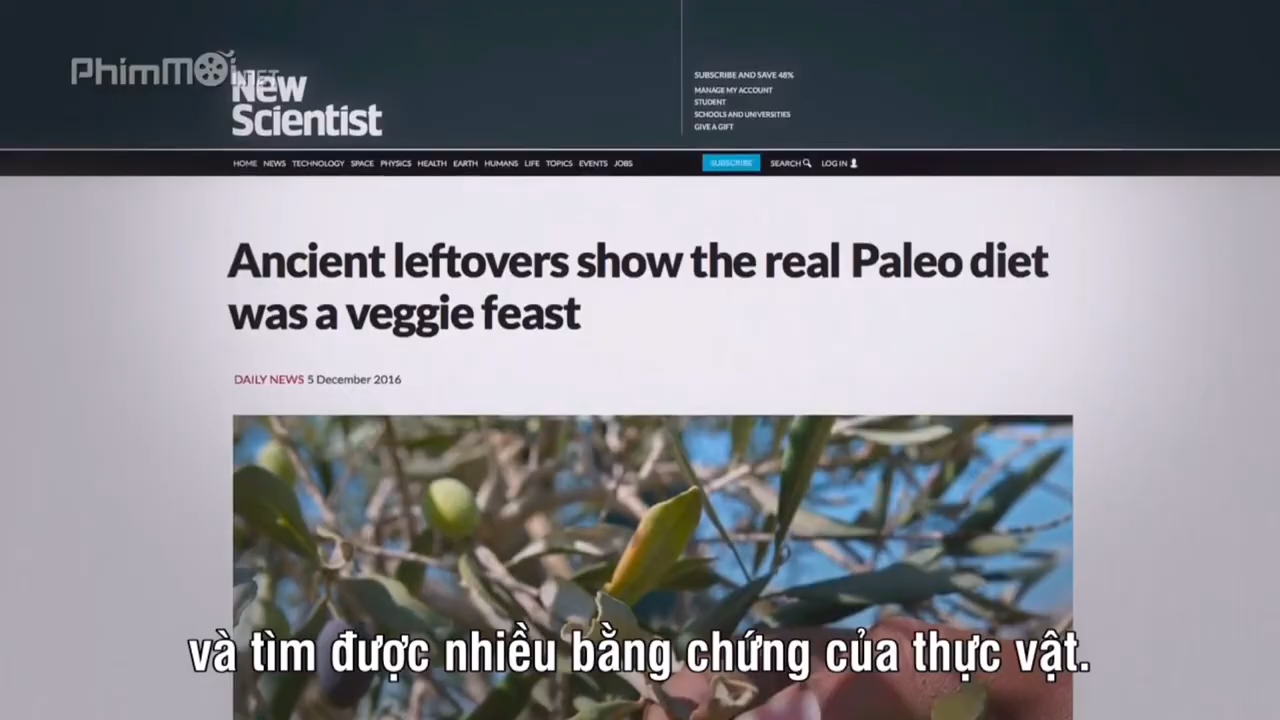 PhimMỡi.NET
New
Scientist
SUBSCRIBE AND SAVE 48%
MANAGE MY ACCOUNT
STUDENT
SCHOOLS AND UNIVERSITIES
GIVE A GIFT
HOME NEWS TECHNOLOGY SPACE PHYSICS HEALTH EARTH HUMANS LIFE TOPICS EVENTS JOBS SUBSCRIBE SEARCH LOG IN
Ancient leftovers show the real Paleo diet
was a veggie feast
DAILY NEWS 5 December 2016
và tìm được nhiều bằng chứng của thực vật.